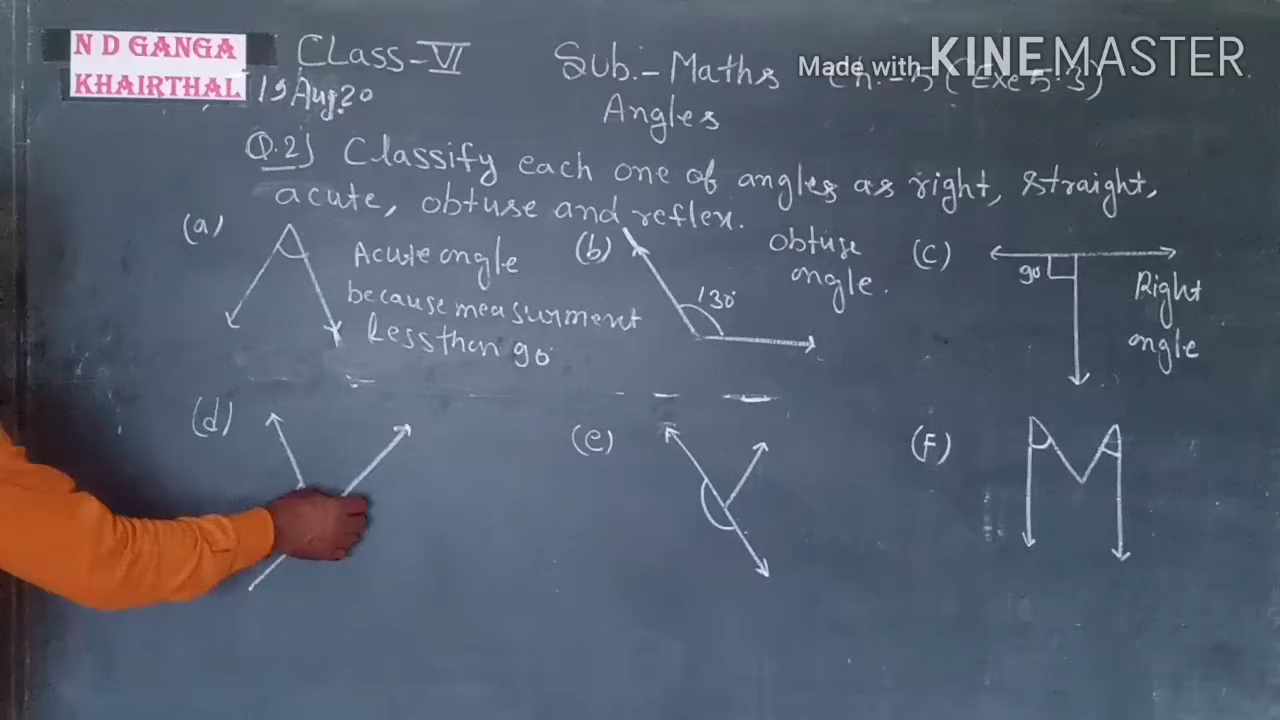 N D GANGA
KHAIRTHAL
Class-VI
Sub.- Maths
Made with KINEMASTER
Ch.-5 (Exe 5.3)
19 Aug 20
Angles
Q.2) Classify each one of angles as right, straight,
acute, obtuse and reflex.
(a)
Acute angle
because measurment
Less then 90°
(b)
130°
obtuse
angle.
(c)
90°
Right
angle
(d)
(e)
(F)